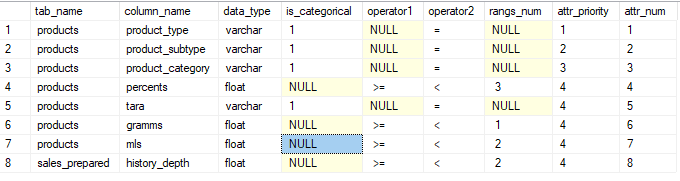 tab_name column_name data_type is_categorical operator1 operator2 rangs_num attr_priority attr_num
1 products product_type varchar 1 NULL = NULL 1 1
2 products product_subtype varchar 1 NULL = NULL 2 2
3 products product_category varchar 1 NULL = NULL 3 3
4 products percents float NULL >= < 3 4 4
5 products tara varchar 1 NULL = NULL 4 5
6 products gramms float NULL >= < 1 4 6
7 products mls float NULL >= < 2 4 7
8 sales_prepared history_depth float NULL >= < 2 4 8